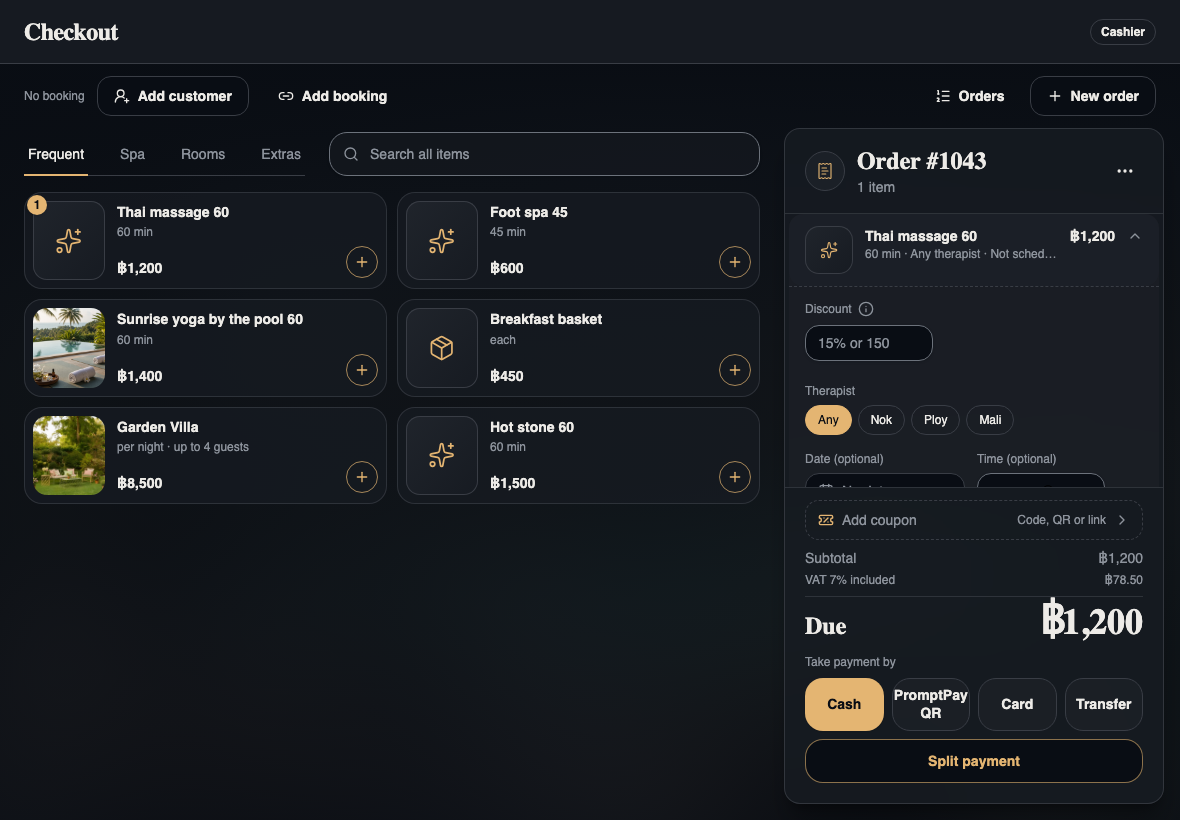 Checkout
Cashier
No booking
Add customer
Add booking
Orders
New order
Frequent
Spa
Rooms
Extras
Search all items
1
Thai massage 60
60 min
฿1,200
Foot spa 45
45 min
฿600
Sunrise yoga by the pool 60
60 min
฿1,400
Breakfast basket
each
฿450
Garden Villa
per night · up to 4 guests
฿8,500
Hot stone 60
60 min
฿1,500
Order #1043
1 item
Thai massage 60
฿1,200
60 min · Any therapist · Not sched…
Discount
15% or 150
Therapist
Any
Nok
Ploy
Mali
Date (optional)
Time (optional)
Add coupon
Code, QR or link
Subtotal
฿1,200
VAT 7% included
฿78.50
Due
฿1,200
Take payment by
Cash
PromptPay
QR
Card
Transfer
Split payment